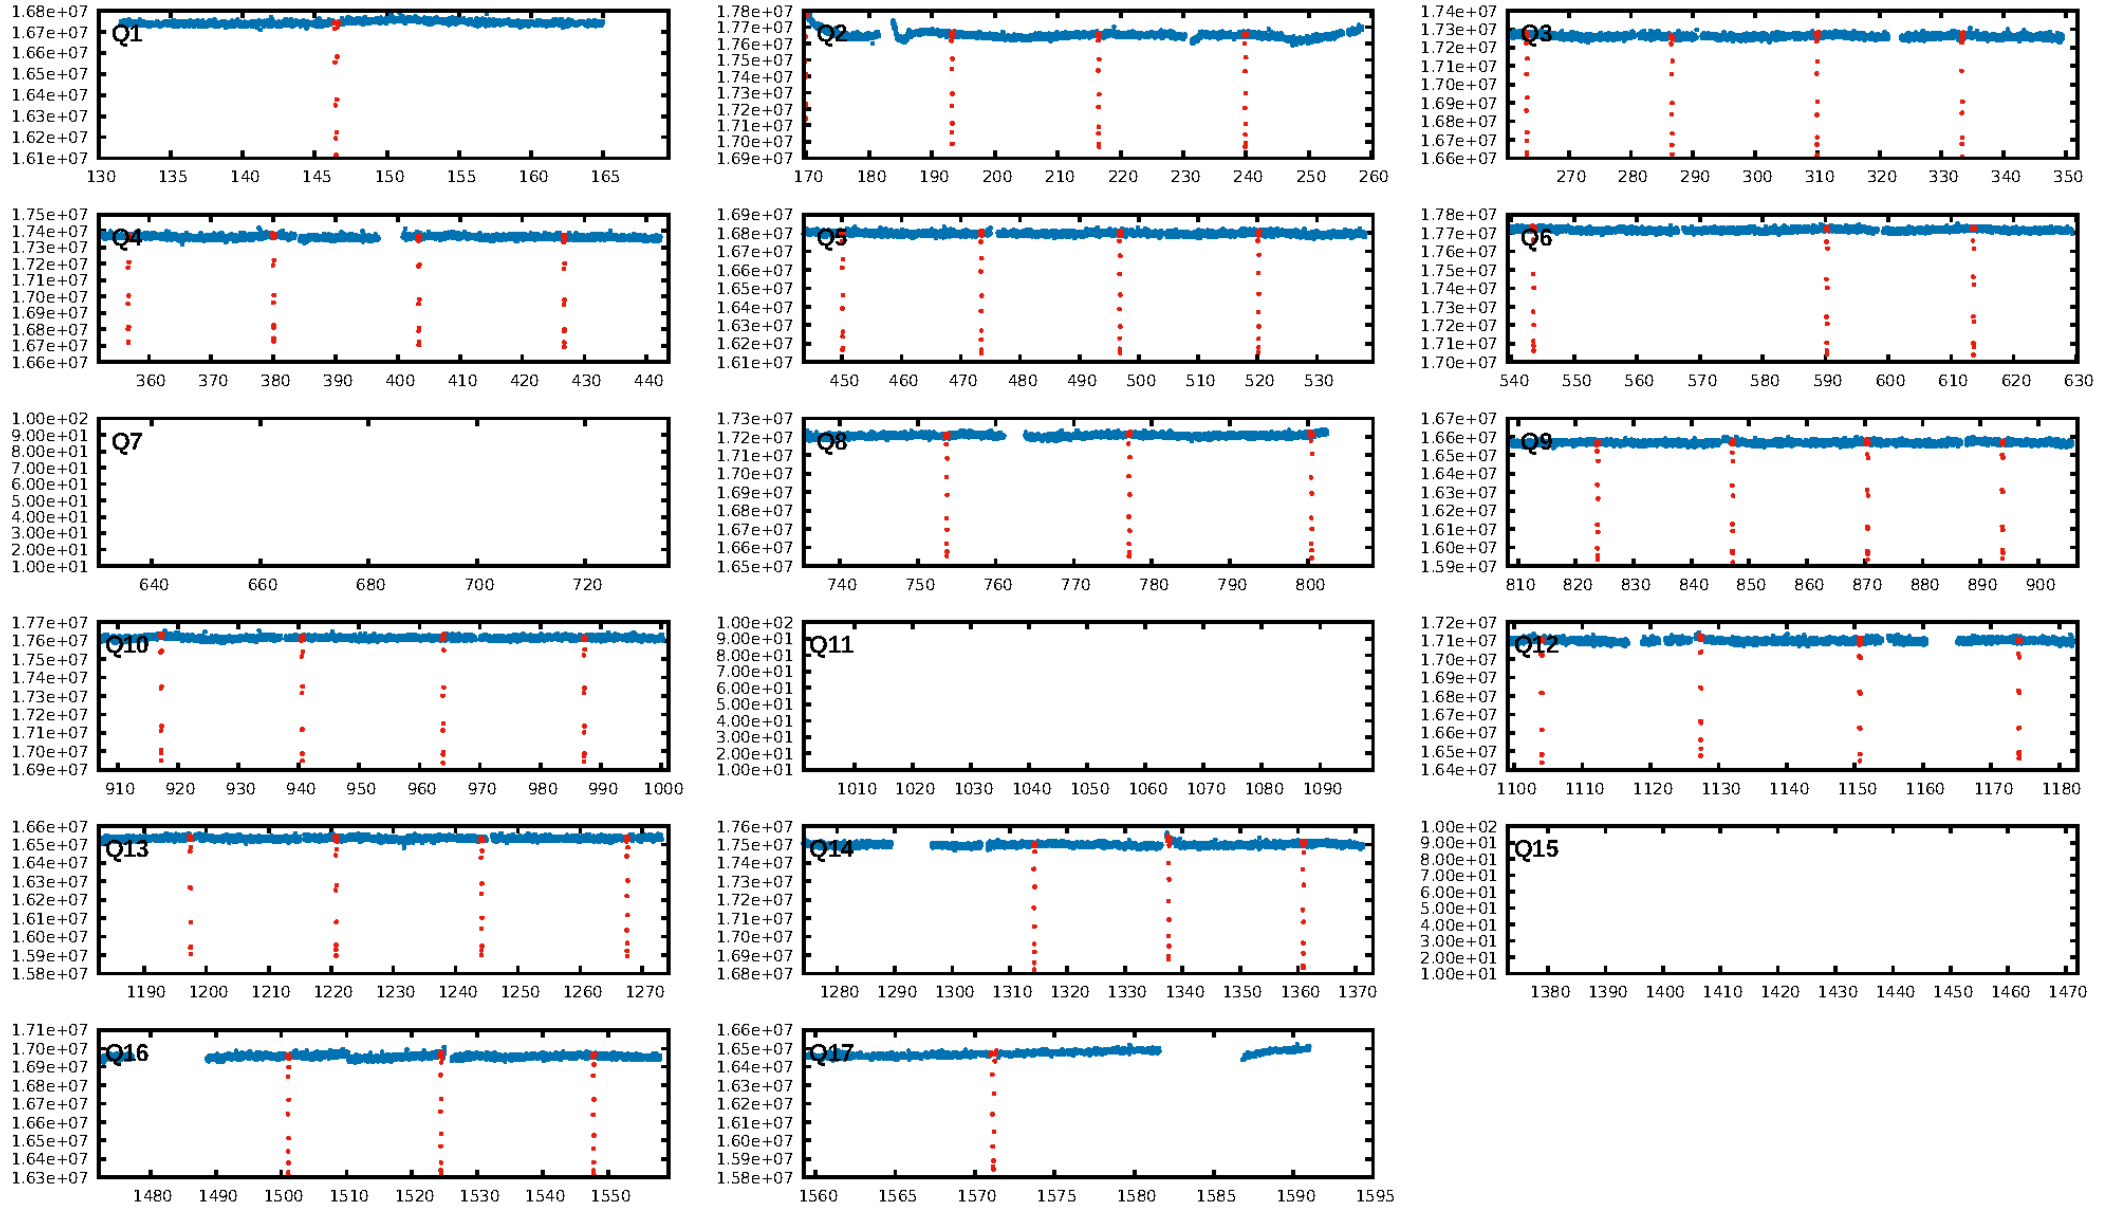 1.68e+07
1.67e+07
1.66e+07
1.65e+07
1.64e+07
1.63e+07
1.62e+07
1.61e+07
Q1
130 135 140 145 150 155 160 165
1.78e+07
1.77e+07
1.76e+07
1.75e+07
1.74e+07
1.73e+07
1.72e+07
1.71e+07
1.70e+07
1.69e+07
Q2
170 180 190 200 210 220 230 240 250 260
1.74e+07
1.73e+07
1.72e+07
1.71e+07
1.70e+07
1.69e+07
1.68e+07
1.67e+07
1.66e+07
Q3
270 280 290 300 310 320 330 340 350
1.75e+07
1.74e+07
1.73e+07
1.72e+07
1.71e+07
1.70e+07
1.69e+07
1.68e+07
1.67e+07
1.66e+07
Q4
360 370 380 390 400 410 420 430 440
1.69e+07
1.68e+07
1.67e+07
1.66e+07
1.65e+07
1.64e+07
1.63e+07
1.62e+07
1.61e+07
Q5
450 460 470 480 490 500 510 520 530
1.78e+07
1.77e+07
1.76e+07
1.75e+07
1.74e+07
1.73e+07
1.72e+07
1.71e+07
1.70e+07
Q6
540 550 560 570 580 590 600 610 620 630
1.00e+02
9.00e+01
8.00e+01
7.00e+01
6.00e+01
5.00e+01
4.00e+01
3.00e+01
2.00e+01
1.00e+01
Q7
640 660 680 700 720
1.73e+07
1.72e+07
1.71e+07
1.70e+07
1.69e+07
1.68e+07
1.67e+07
1.66e+07
1.65e+07
Q8
740 750 760 770 780 790 800
1.67e+07
1.66e+07
1.65e+07
1.64e+07
1.63e+07
1.62e+07
1.61e+07
1.60e+07
1.59e+07
Q9
810 820 830 840 850 860 870 880 890 900
1.77e+07
1.76e+07
1.75e+07
1.74e+07
1.73e+07
1.72e+07
1.71e+07
1.70e+07
1.69e+07
Q10
910 920 930 940 950 960 970 980 990 1000
1.00e+02
9.00e+01
8.00e+01
7.00e+01
6.00e+01
5.00e+01
4.00e+01
3.00e+01
2.00e+01
1.00e+01
Q11
1010 1020 1030 1040 1050 1060 1070 1080 1090
1.72e+07
1.71e+07
1.70e+07
1.69e+07
1.68e+07
1.67e+07
1.66e+07
1.65e+07
1.64e+07
Q12
1100 1110 1120 1130 1140 1150 1160 1170 1180
1.66e+07
1.65e+07
1.64e+07
1.63e+07
1.62e+07
1.61e+07
1.60e+07
1.59e+07
1.58e+07
Q13
1190 1200 1210 1220 1230 1240 1250 1260 1270
1.76e+07
1.75e+07
1.74e+07
1.73e+07
1.72e+07
1.71e+07
1.70e+07
1.69e+07
1.68e+07
Q14
1280 1290 1300 1310 1320 1330 1340 1350 1360 1370
1.00e+02
9.00e+01
8.00e+01
7.00e+01
6.00e+01
5.00e+01
4.00e+01
3.00e+01
2.00e+01
1.00e+01
Q15
1380 1390 1400 1410 1420 1430 1440 1450 1460 1470
1.71e+07
1.70e+07
1.69e+07
1.68e+07
1.67e+07
1.66e+07
1.65e+07
1.64e+07
1.63e+07
Q16
1480 1490 1500 1510 1520 1530 1540 1550
1.66e+07
1.65e+07
1.64e+07
1.63e+07
1.62e+07
1.61e+07
1.60e+07
1.59e+07
1.58e+07
Q17
1560 1565 1570 1575 1580 1585 1590 1595